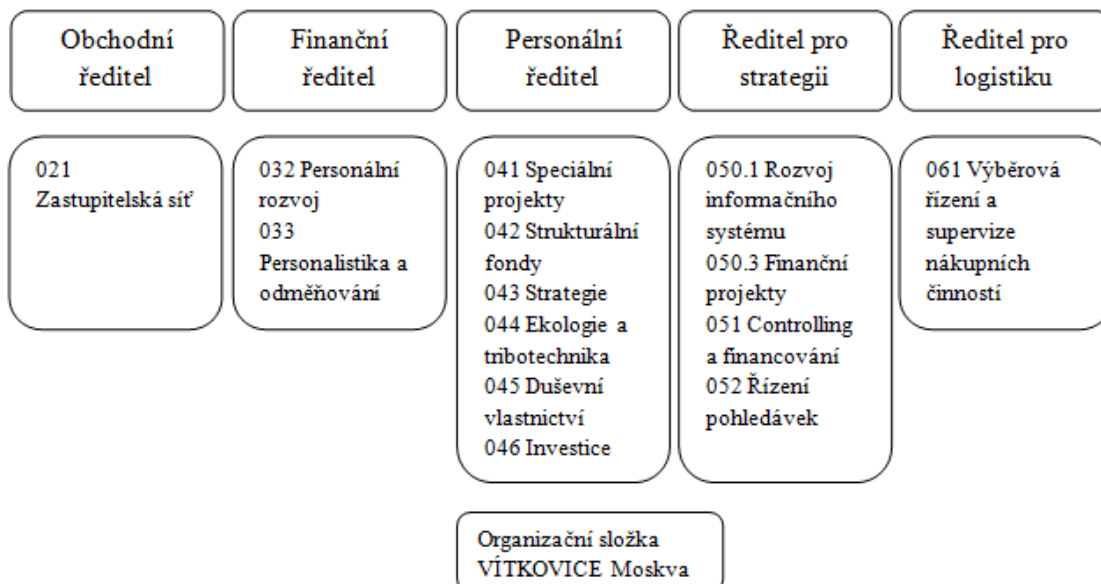 Obchodní
ředitel
Finanční
ředitel
Personální
ředitel
Ředitel pro
strategii
Ředitel pro
logistiku
021
Zastupitelská síť
032 Personální
rozvoj
033
Personalistika a
odměňování
041 Speciální
projekty
042 Strukturální
fondy
043 Strategie
044 Ekologie a
tribotechnika
045 Duševní
vlastnictví
046 Investice
050.1 Rozvoj
informačního
systému
050.3 Finanční
projekty
051 Controlling
a financování
052 Řízení
pohledávek
061 Výběrová
řízení a
supervize
nákupních
činností
Organizační složka
VÍTKOVICE Moskva